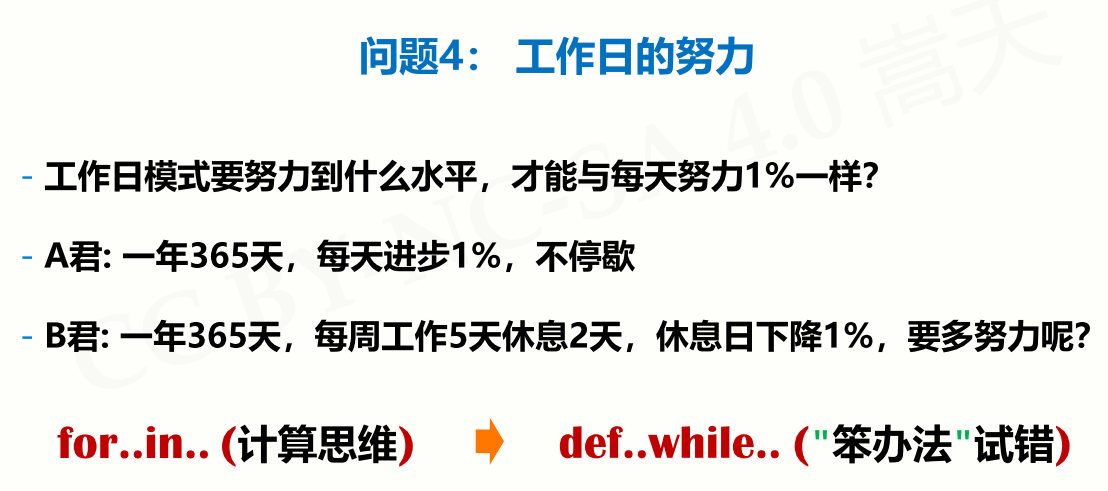 问题4： 工作日的努力
- 工作日模式要努力到什么水平，才能与每天努力1%一样?
- A君: 一年365天，每天进步1%，不停歇
- B君: 一年365天，每周工作5天休息2天，休息日下降1%，要多努力呢?
for..in.. (计算思维) def..while.. ("笨办法"试错)
CC BY NC-SA 4.0 嵩天